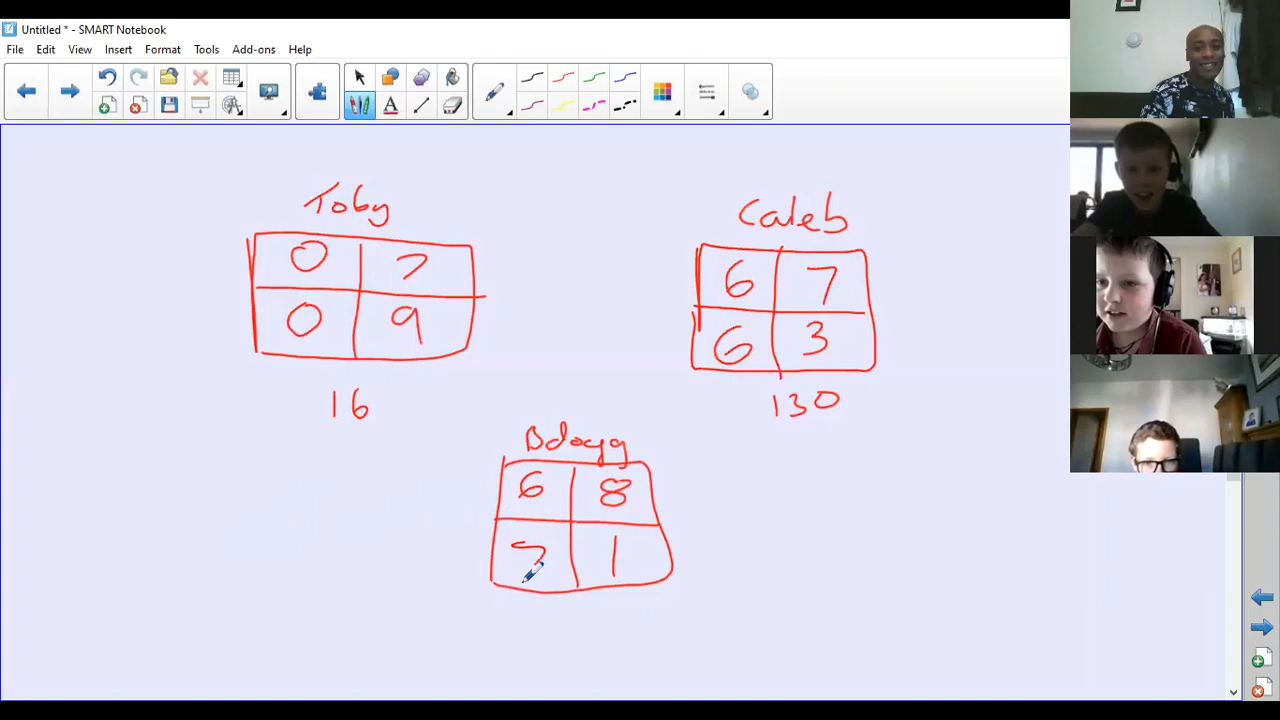 Untitled * - SMART Notebook
File Edit View Insert Format Tools Add-ons Help
Toby
0 7
0 9
16
Caleb
6 7
6 3
130
6 8
7 1